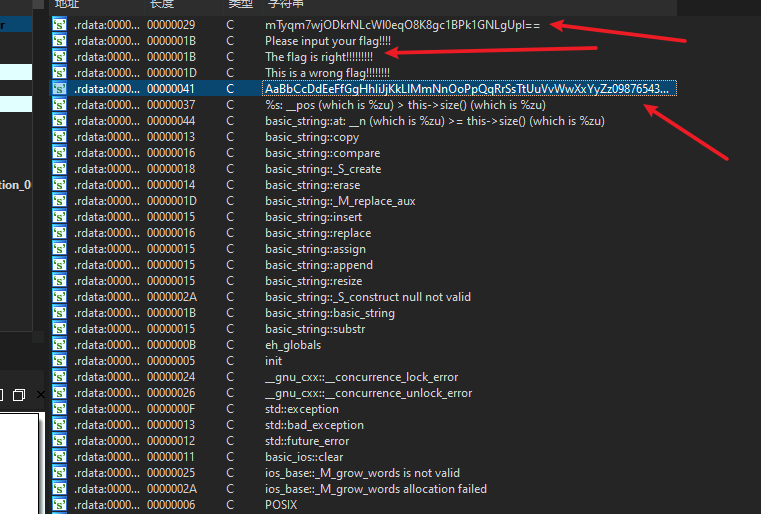 地址 长度 类型 字符串
.rdata:0000... 00000029 C mTyqm7wjODkrNLcWl0eqO8K8gc1BPk1GNLgUpI==
.rdata:0000... 0000001B C Please input your flag!!!!
.rdata:0000... 0000001B C The flag is right!!!!!!!!!
.rdata:0000... 0000001D C This is a wrong flag!!!!!!!!
.rdata:0000... 00000041 C AaBbCcDdEeFfGgHhIiJjKkLlMmNnOoPpQqRrSsTtUuVvWwXxYyZz09876543...
.rdata:0000... 00000037 C %s: __pos (which is %zu) > this->size() (which is %zu)
.rdata:0000... 00000044 C basic_string::at: __n (which is %zu) >= this->size() (which is %zu)
.rdata:0000... 00000013 C basic_string::copy
.rdata:0000... 00000016 C basic_string::compare
.rdata:0000... 00000018 C basic_string::_S_create
.rdata:0000... 00000014 C basic_string::erase
tion_0 .rdata:0000... 0000001D C basic_string::_M_replace_aux
.rdata:0000... 00000015 C basic_string::insert
.rdata:0000... 00000016 C basic_string::replace
.rdata:0000... 00000015 C basic_string::assign
.rdata:0000... 00000015 C basic_string::append
.rdata:0000... 00000015 C basic_string::resize
.rdata:0000... 0000002A C basic_string::_S_construct null not valid
.rdata:0000... 0000001B C basic_string::basic_string
.rdata:0000... 00000015 C basic_string::substr
.rdata:0000... 0000000B C eh_globals
.rdata:0000... 00000005 C init
.rdata:0000... 00000024 C __gnu_cxx::__concurrence_lock_error
.rdata:0000... 00000026 C __gnu_cxx::__concurrence_unlock_error
.rdata:0000... 0000000F C std::exception
.rdata:0000... 00000013 C std::bad_exception
.rdata:0000... 00000012 C std::future_error
.rdata:0000... 00000011 C basic_ios::clear
.rdata:0000... 00000025 C ios_base::_M_grow_words is not valid
.rdata:0000... 0000002A C ios_base::_M_grow_words allocation failed
.rdata:0000... 00000006 C POSIX